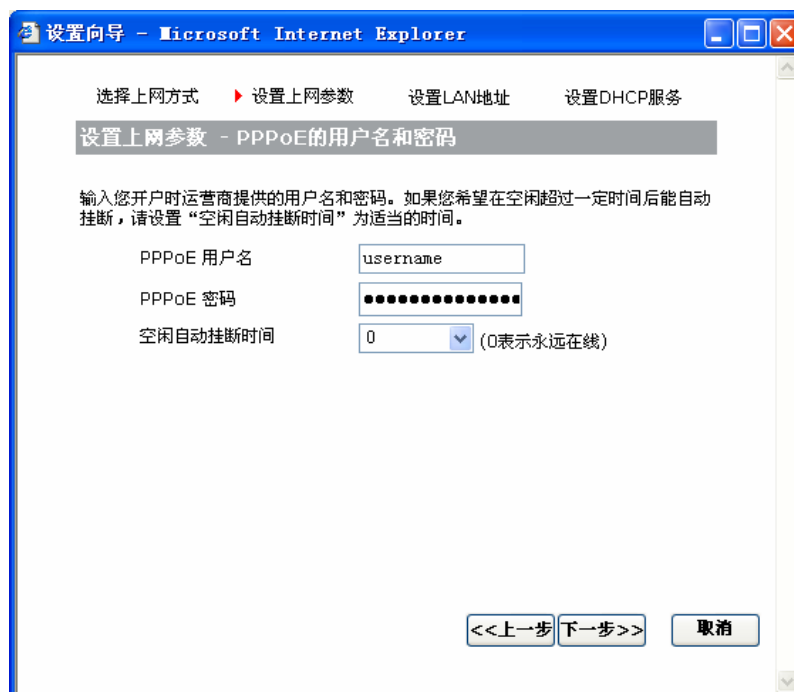 设置向导 - Microsoft Internet Explorer
选择上网方式 设置上网参数 设置LAN地址 设置DHCP服务
设置上网参数 - PPPoE的用户名和密码
输入您开户时运营商提供的用户名和密码。如果您希望在空闲超过一定时间后能自动
挂断，请设置“空闲自动挂断时间”为适当的时间。
PPPoE 用户名 username
PPPoE 密码 ●●●●●●●●●●●●●●
空闲自动挂断时间 0 (0表示永远在线)
<<上一步 下一步>> 取消